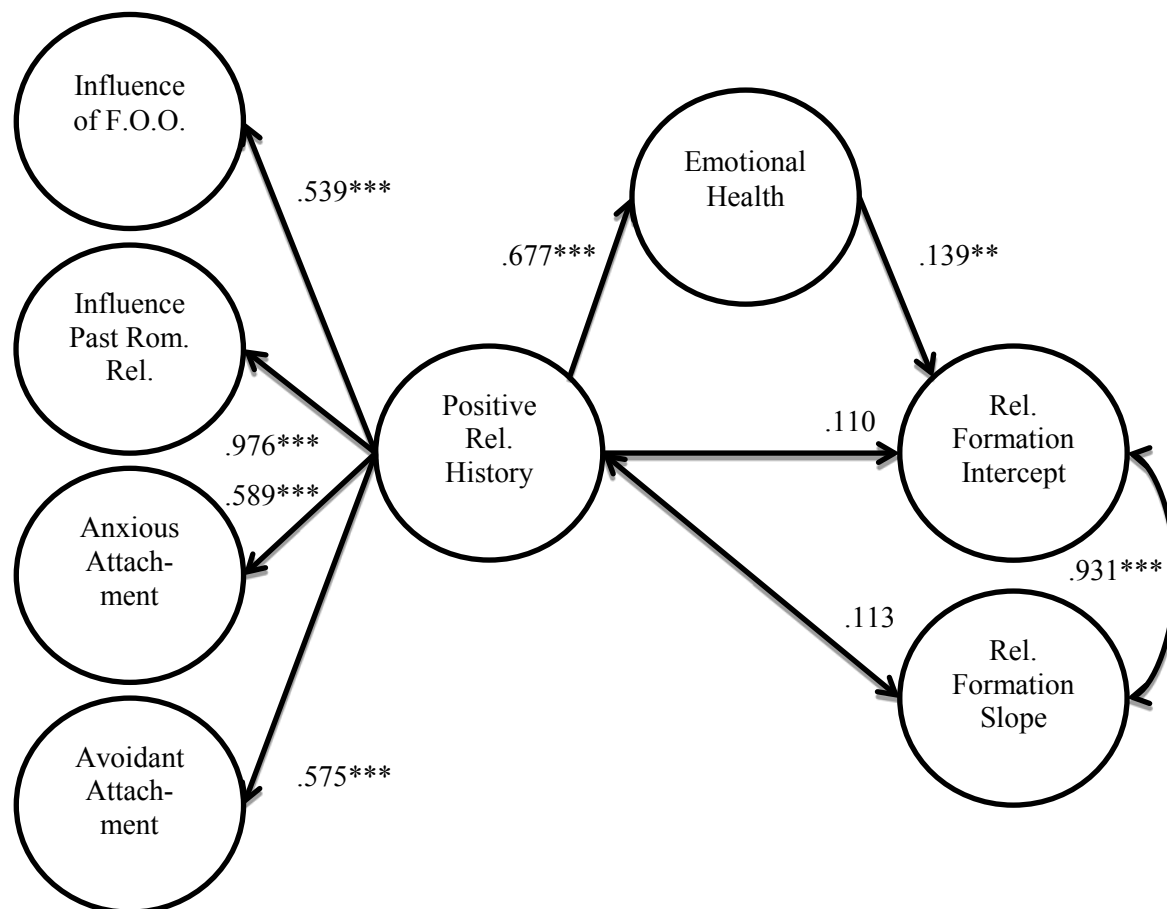 Influence
of F.O.O.
.539***
Influence
Past Rom.
Rel.
.976***
.589***
Anxious
Attach-
ment
Avoidant
Attach-
ment
.575***
Positive
Rel.
History
.677***
Emotional
Health
.139**
.110
Rel.
Formation
Intercept
.931***
.113
Rel.
Formation
Slope